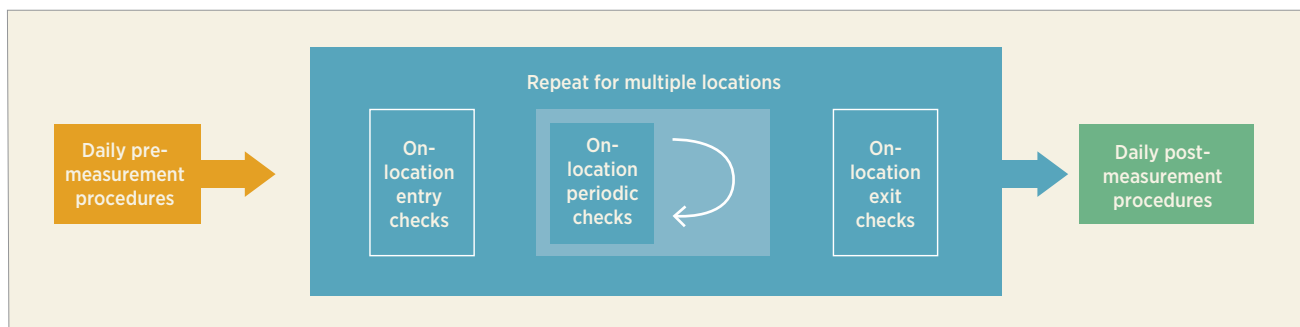 Daily pre-
measurement
procedures
Repeat for multiple locations
On-
location
entry
checks
On-
location
periodic
checks
On-
location
exit
checks
Daily post-
measurement
procedures